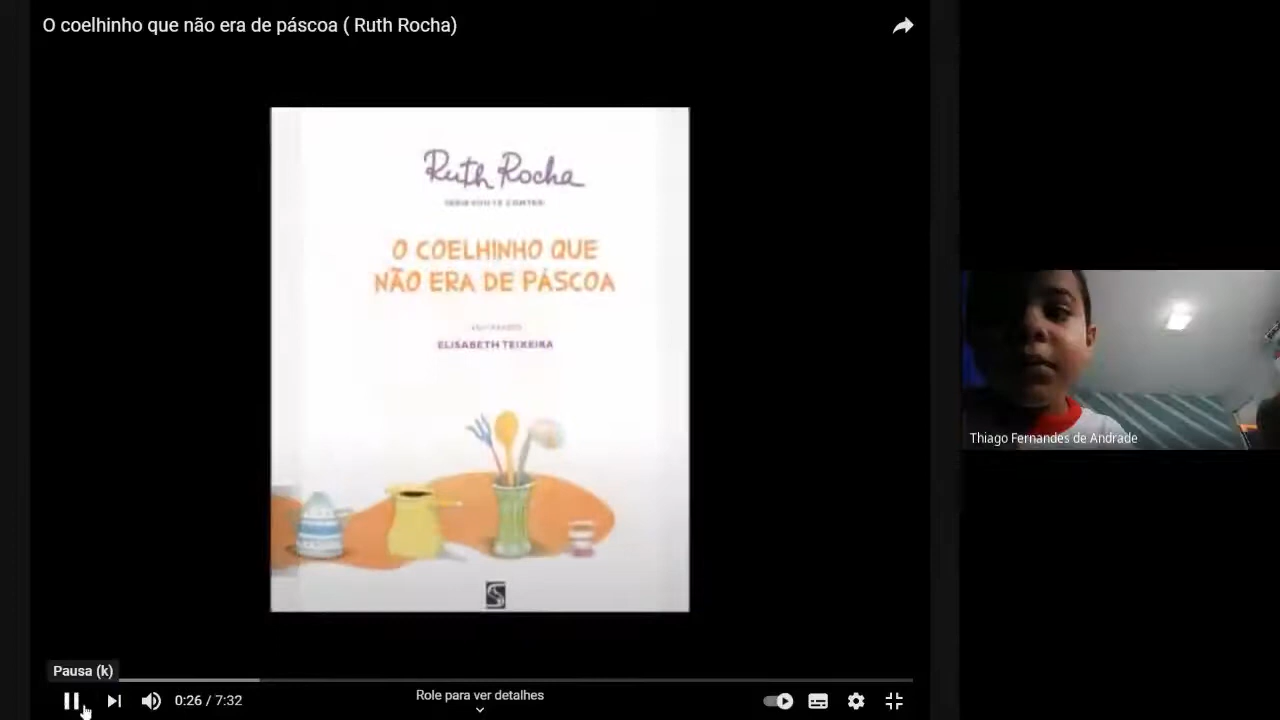 O coelhinho que não era de páscoa ( Ruth Rocha)
Ruth Rocha
O COELHINHO QUE
NÃO ERA DE PÁSCOA
ELISABETH TEIXEIRA
Thiago Fernandes de Andrade
Pausa (k)
0:26 / 7:32
Role para ver detalhes